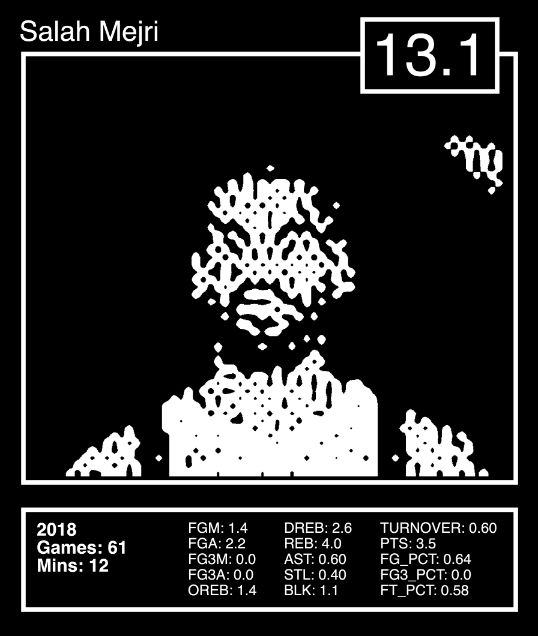 Salah Mejri
13.1
2018
Games: 61
Mins: 12
FGM: 1.4
FGA: 2.2
FG3M: 0.0
FG3A: 0.0
OREB: 1.4
DREB: 2.6
REB: 4.0
AST: 0.60
STL: 0.40
BLK: 1.1
TURNOVER: 0.60
PTS: 3.5
FG_PCT: 0.64
FG3_PCT: 0.0
FT_PCT: 0.58